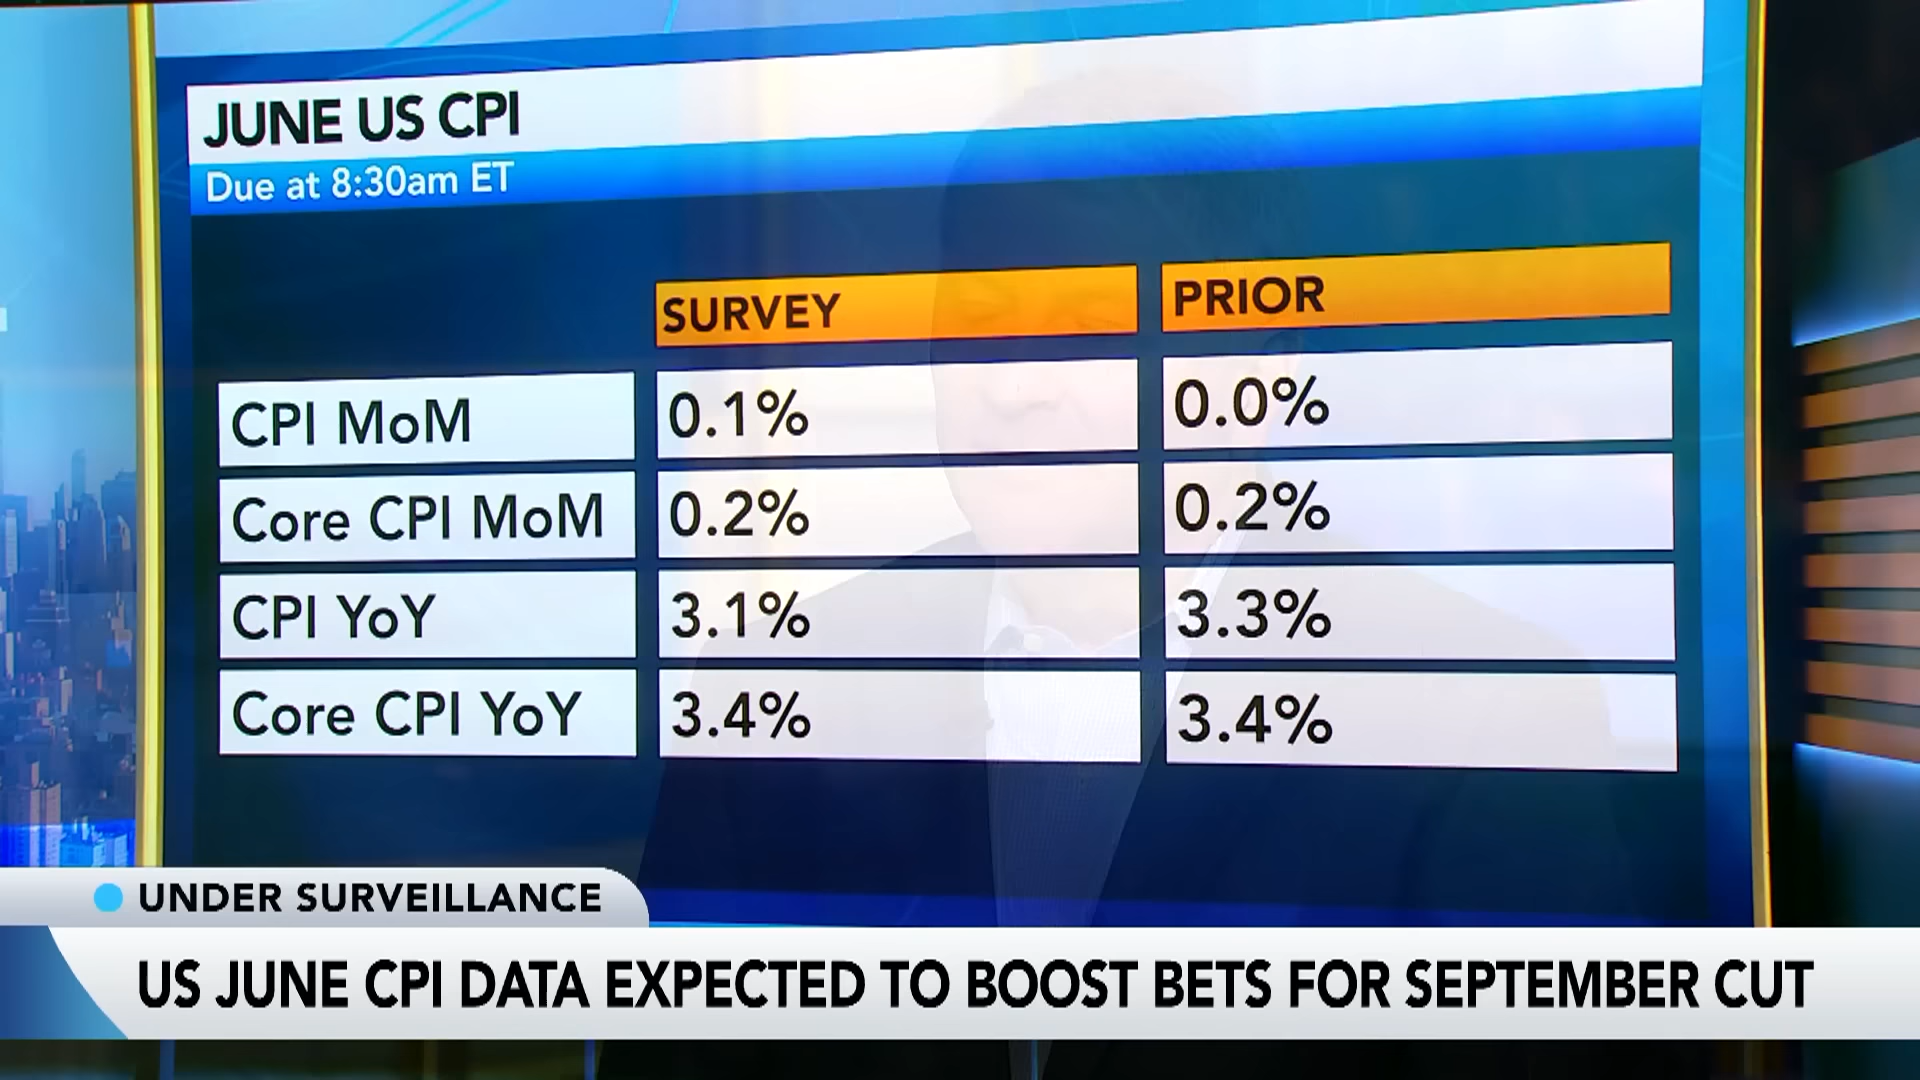 JUNE US CPI
Due at 8:30am ET
SURVEY PRIOR
CPI MoM 0.1% 0.0%
Core CPI MoM 0.2% 0.2%
CPI YoY 3.1% 3.3%
Core CPI YoY 3.4% 3.4%
UNDER SURVEILLANCE
US JUNE CPI DATA EXPECTED TO BOOST BETS FOR SEPTEMBER CUT